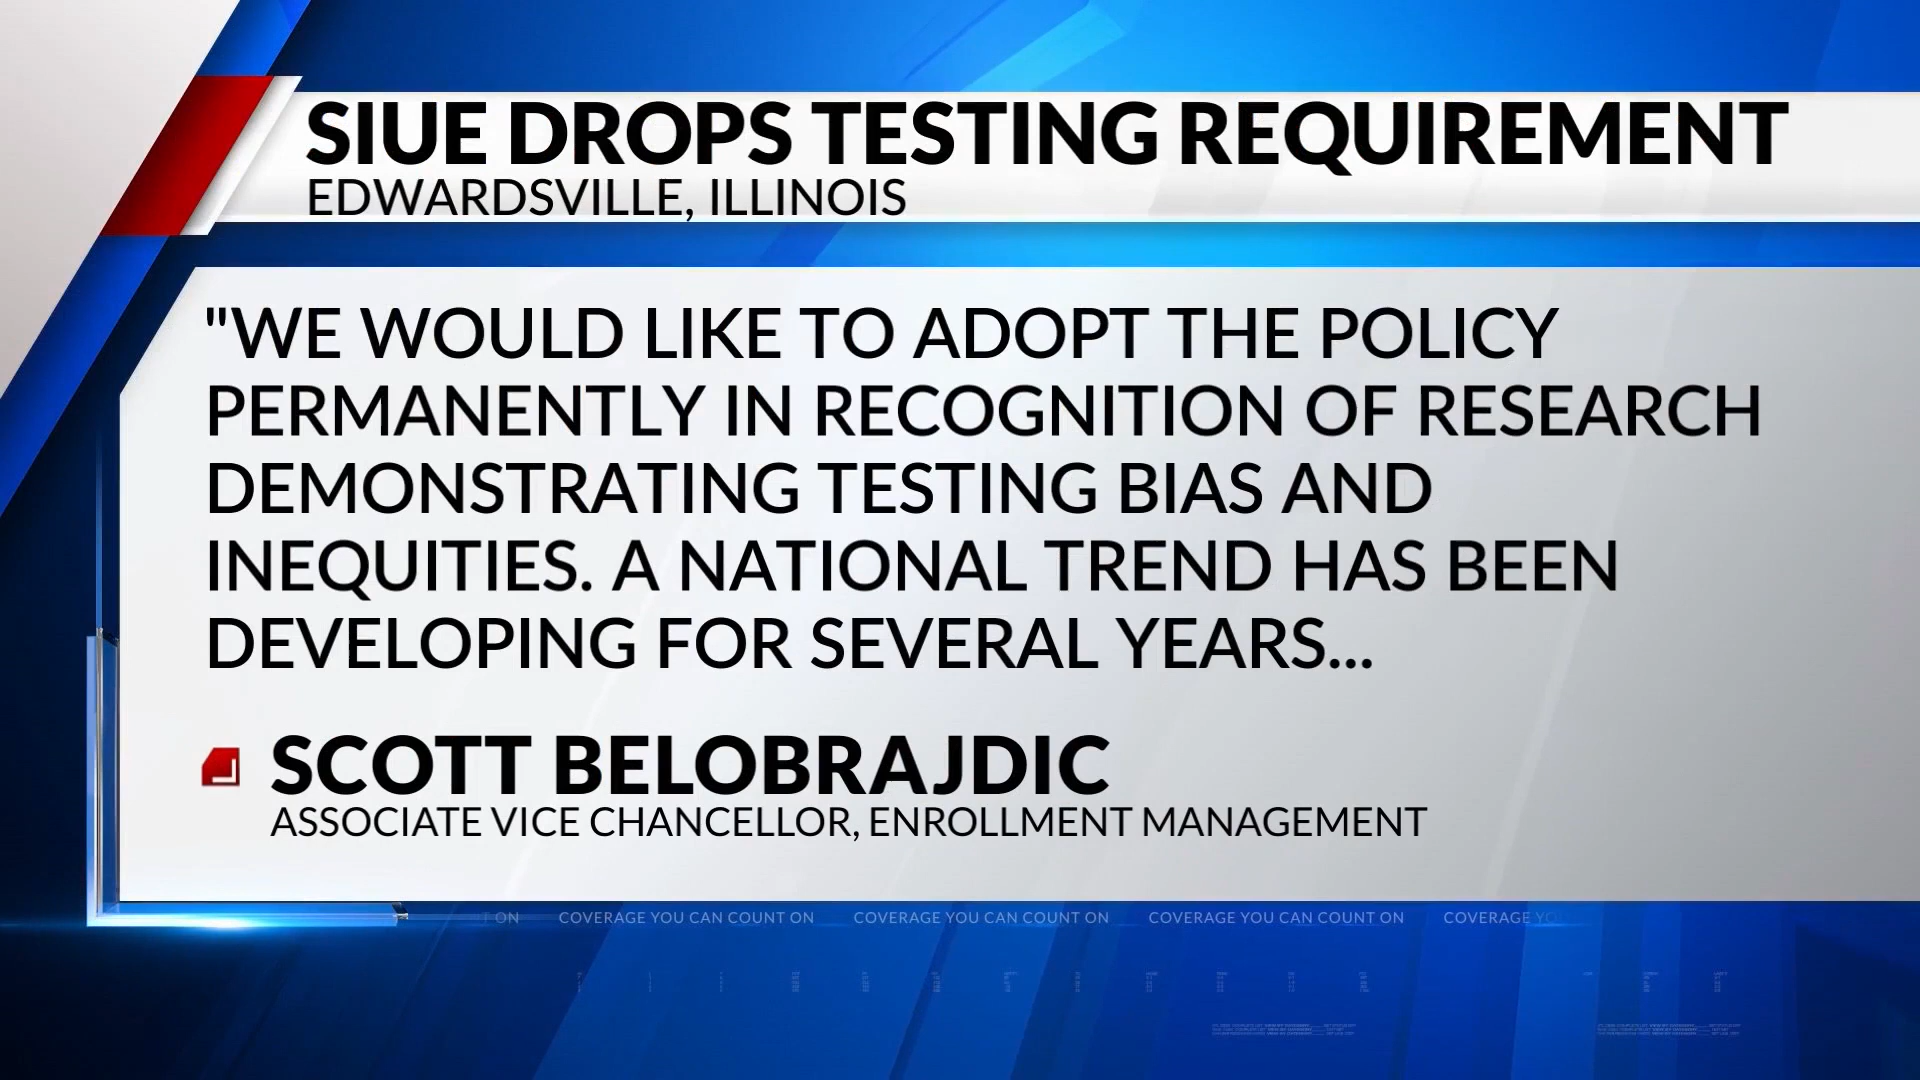 SIUE DROPS TESTING REQUIREMENT
EDWARDSVILLE, ILLINOIS
"WE WOULD LIKE TO ADOPT THE POLICY
PERMANENTLY IN RECOGNITION OF RESEARCH
DEMONSTRATING TESTING BIAS AND
INEQUITIES. A NATIONAL TREND HAS BEEN
DEVELOPING FOR SEVERAL YEARS...
SCOTT BELOBRAJDIC
ASSOCIATE VICE CHANCELLOR, ENROLLMENT MANAGEMENT
ON COVERAGE YOU CAN COUNT ON COVERAGE YOU CAN COUNT ON COVERAGE YOU CAN COUNT ON COVERAGE